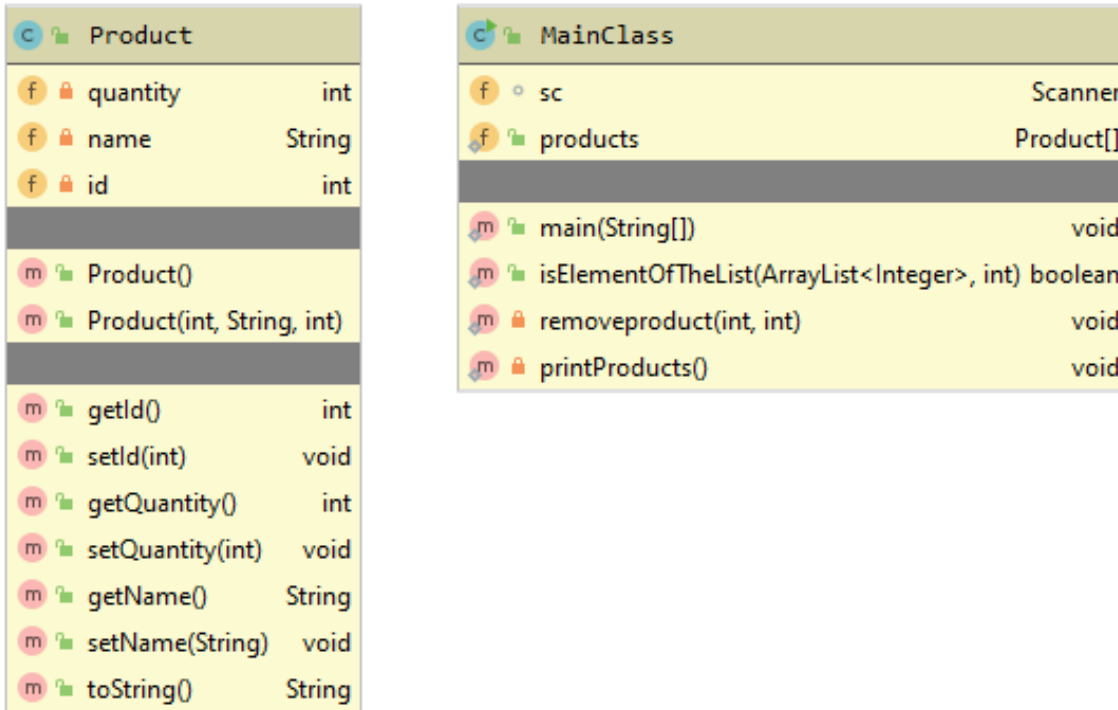 Product
quantity int
name String
id int
Product()
Product(int, String, int)
getId() int
setId(int) void
getQuantity() int
setQuantity(int) void
getName() String
setName(String) void
toString() String
MainClass
sc Scanner
products Product[]
main(String[]) void
isElementOfTheList(ArrayList<Integer>, int) boolean
removeproduct(int, int) void
printProducts() void